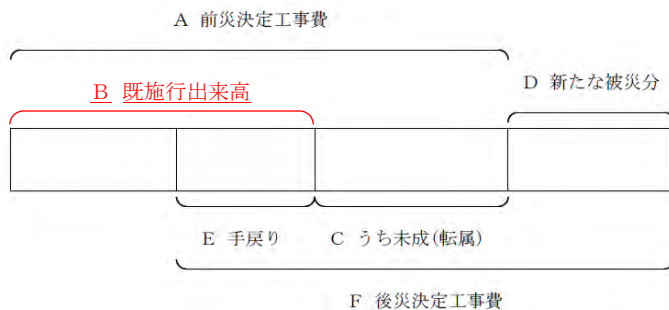 A 前災決定工事費
B 既施行出来高
D 新たな被災分
E 手戻り
C うち未成(転属)
F 後災決定工事費